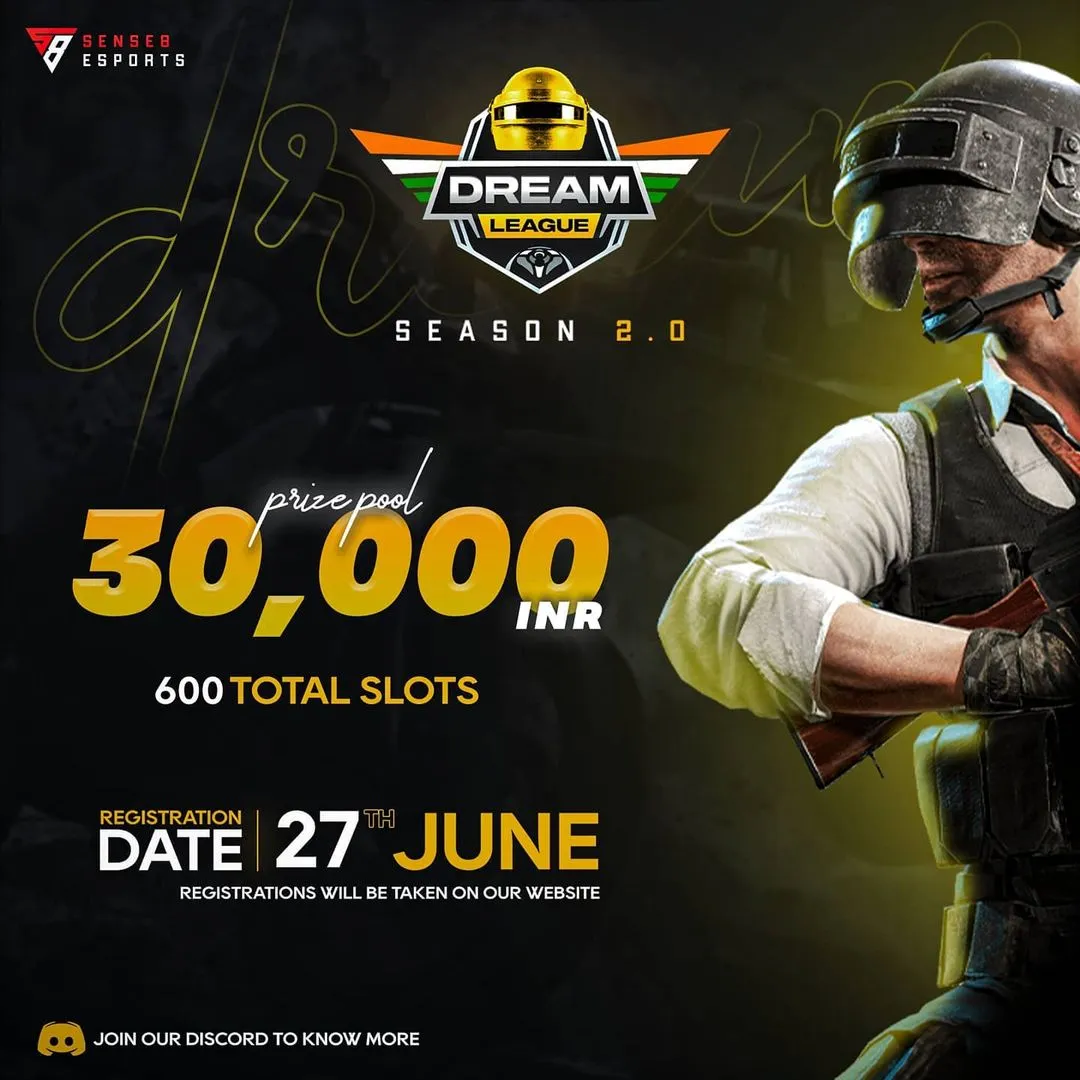 SENSE8
ESPORTS
dream
DREAM
LEAGUE
SEASON 2.0
prize pool
30,000
INR
600 TOTAL SLOTS
REGISTRATION
DATE
27TH JUNE
REGISTRATIONS WILL BE TAKEN ON OUR WEBSITE
JOIN OUR DISCORD TO KNOW MORE